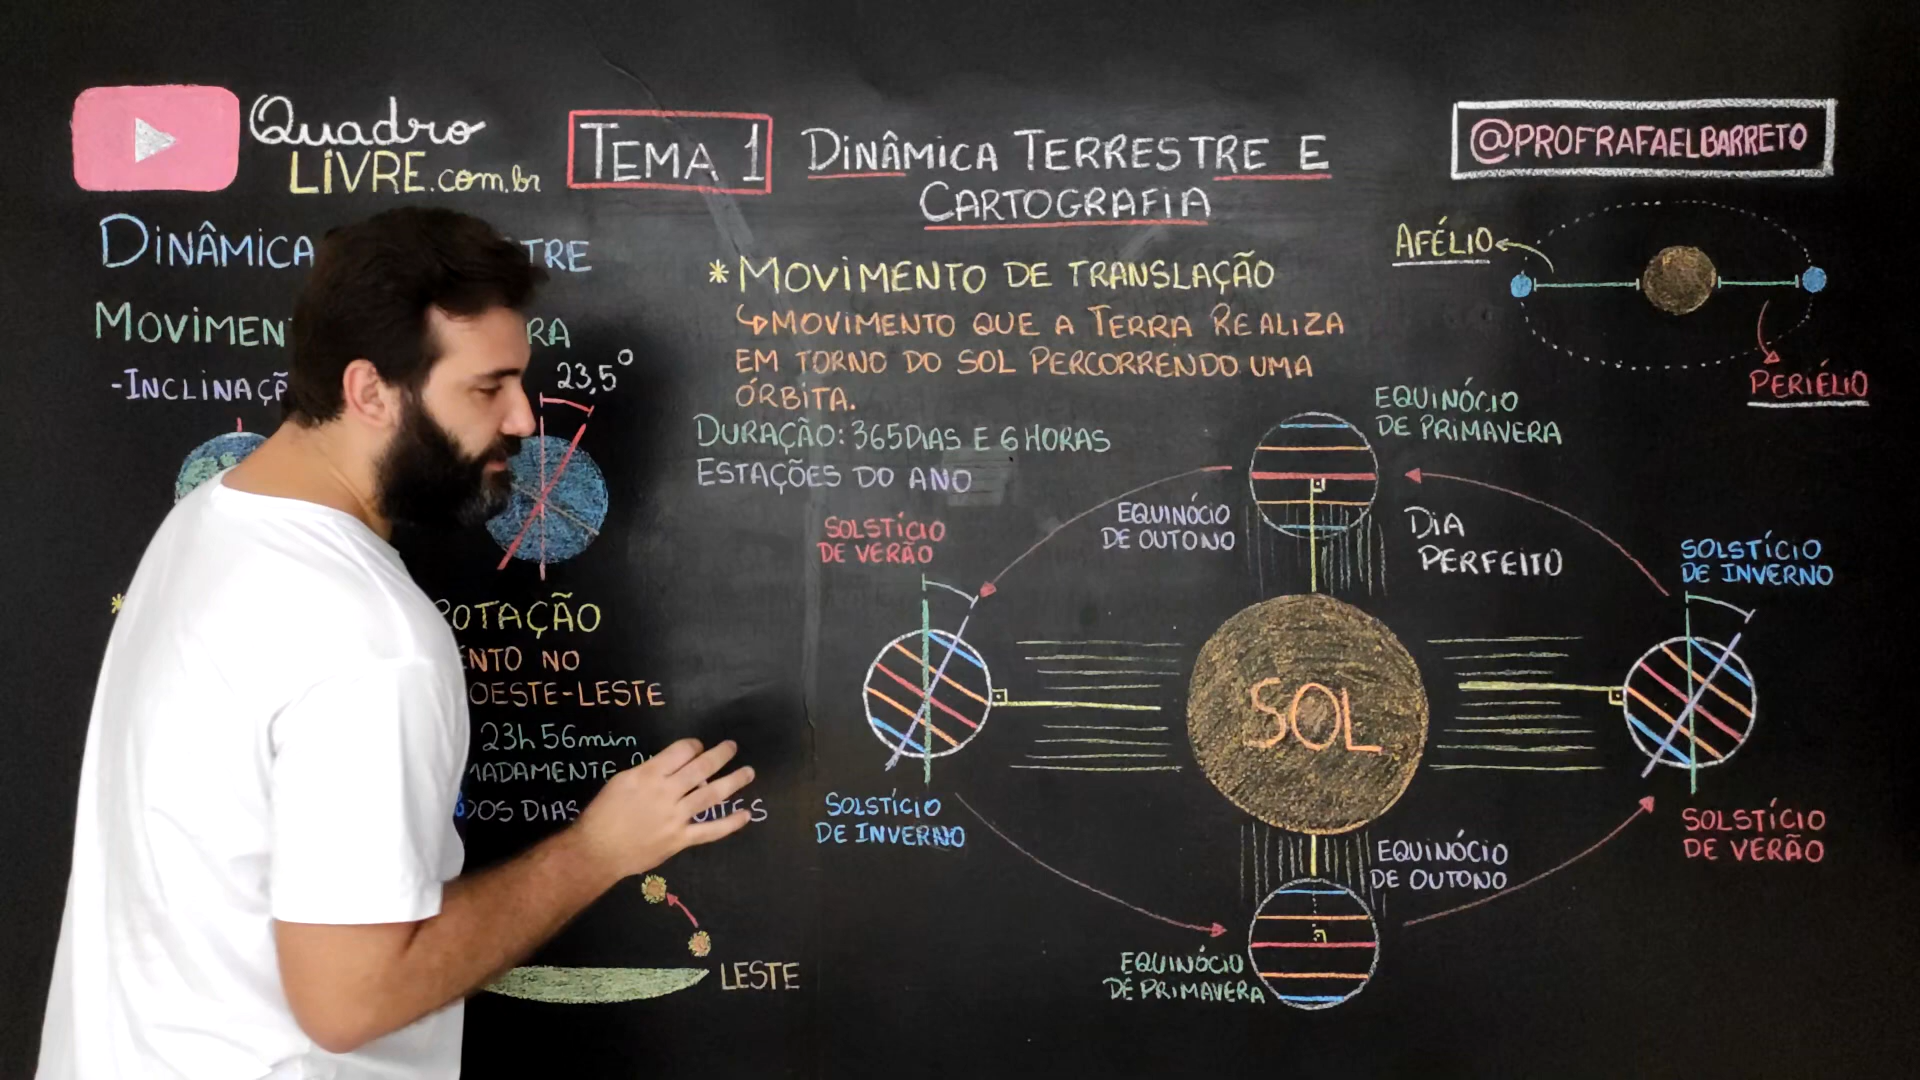 Quadro
LiVRE.com.br
TEMA 1
DINÂMICA TERRESTRE E
CARTOGRAFIA
@PROFRAFAELBARRETO
DINÂMICA
TRE
MOVIMEN
RA
-INCLINAÇÃ
23,5°
ROTAÇÃO
ENTO NO
OESTE-LESTE
23h 56min
MADAMENTE
DOS DIAS
OITES
LESTE
* MOVIMENTO DE TRANSLAÇÃO
↳MOVIMENTO QUE A TERRA REALIZA
EM TORNO DO SOL PERCORRENDO UMA
ÓRBITA.
DURAÇÃO: 365DIAS E 6 HORAS
ESTAÇÕES DO ANO
AFÉLIO
PERIÉLIO
EQUINÓCIO
DE PRIMAVERA
EQUINÓCIO
DE OUTONO
DIA
PERFEITO
SOLSTÍCIO
DE VERÃO
SOLSTÍCIO
DE INVERNO
SOL
SOLSTÍCIO
DE INVERNO
SOLSTÍCIO
DE VERÃO
EQUINÓCIO
DE OUTONO
EQUINÓCIO
DE PRIMAVERA